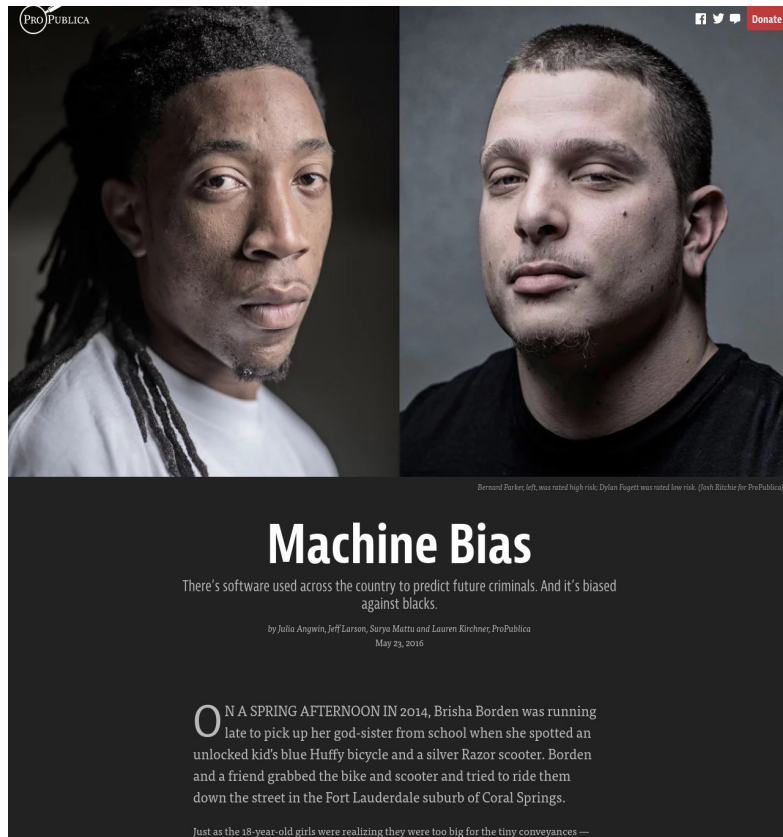 PROPUBLICA
Donate
Bernard Parker, left, was rated high risk; Dylan Fugett was rated low risk. (Josh Ritchie for ProPublica)
Machine Bias
There's software used across the country to predict future criminals. And it's biased
against blacks.
by Julia Angwin, Jeff Larson, Surya Mattu and Lauren Kirchner, ProPublica
May 23, 2016
ON A SPRING AFTERNOON IN 2014, Brisha Borden was running
late to pick up her god-sister from school when she spotted an
unlocked kid's blue Huffy bicycle and a silver Razor scooter. Borden
and a friend grabbed the bike and scooter and tried to ride them
down the street in the Fort Lauderdale suburb of Coral Springs.
Just as the 18-year-old girls were realizing they were too big for the tiny conveyances —